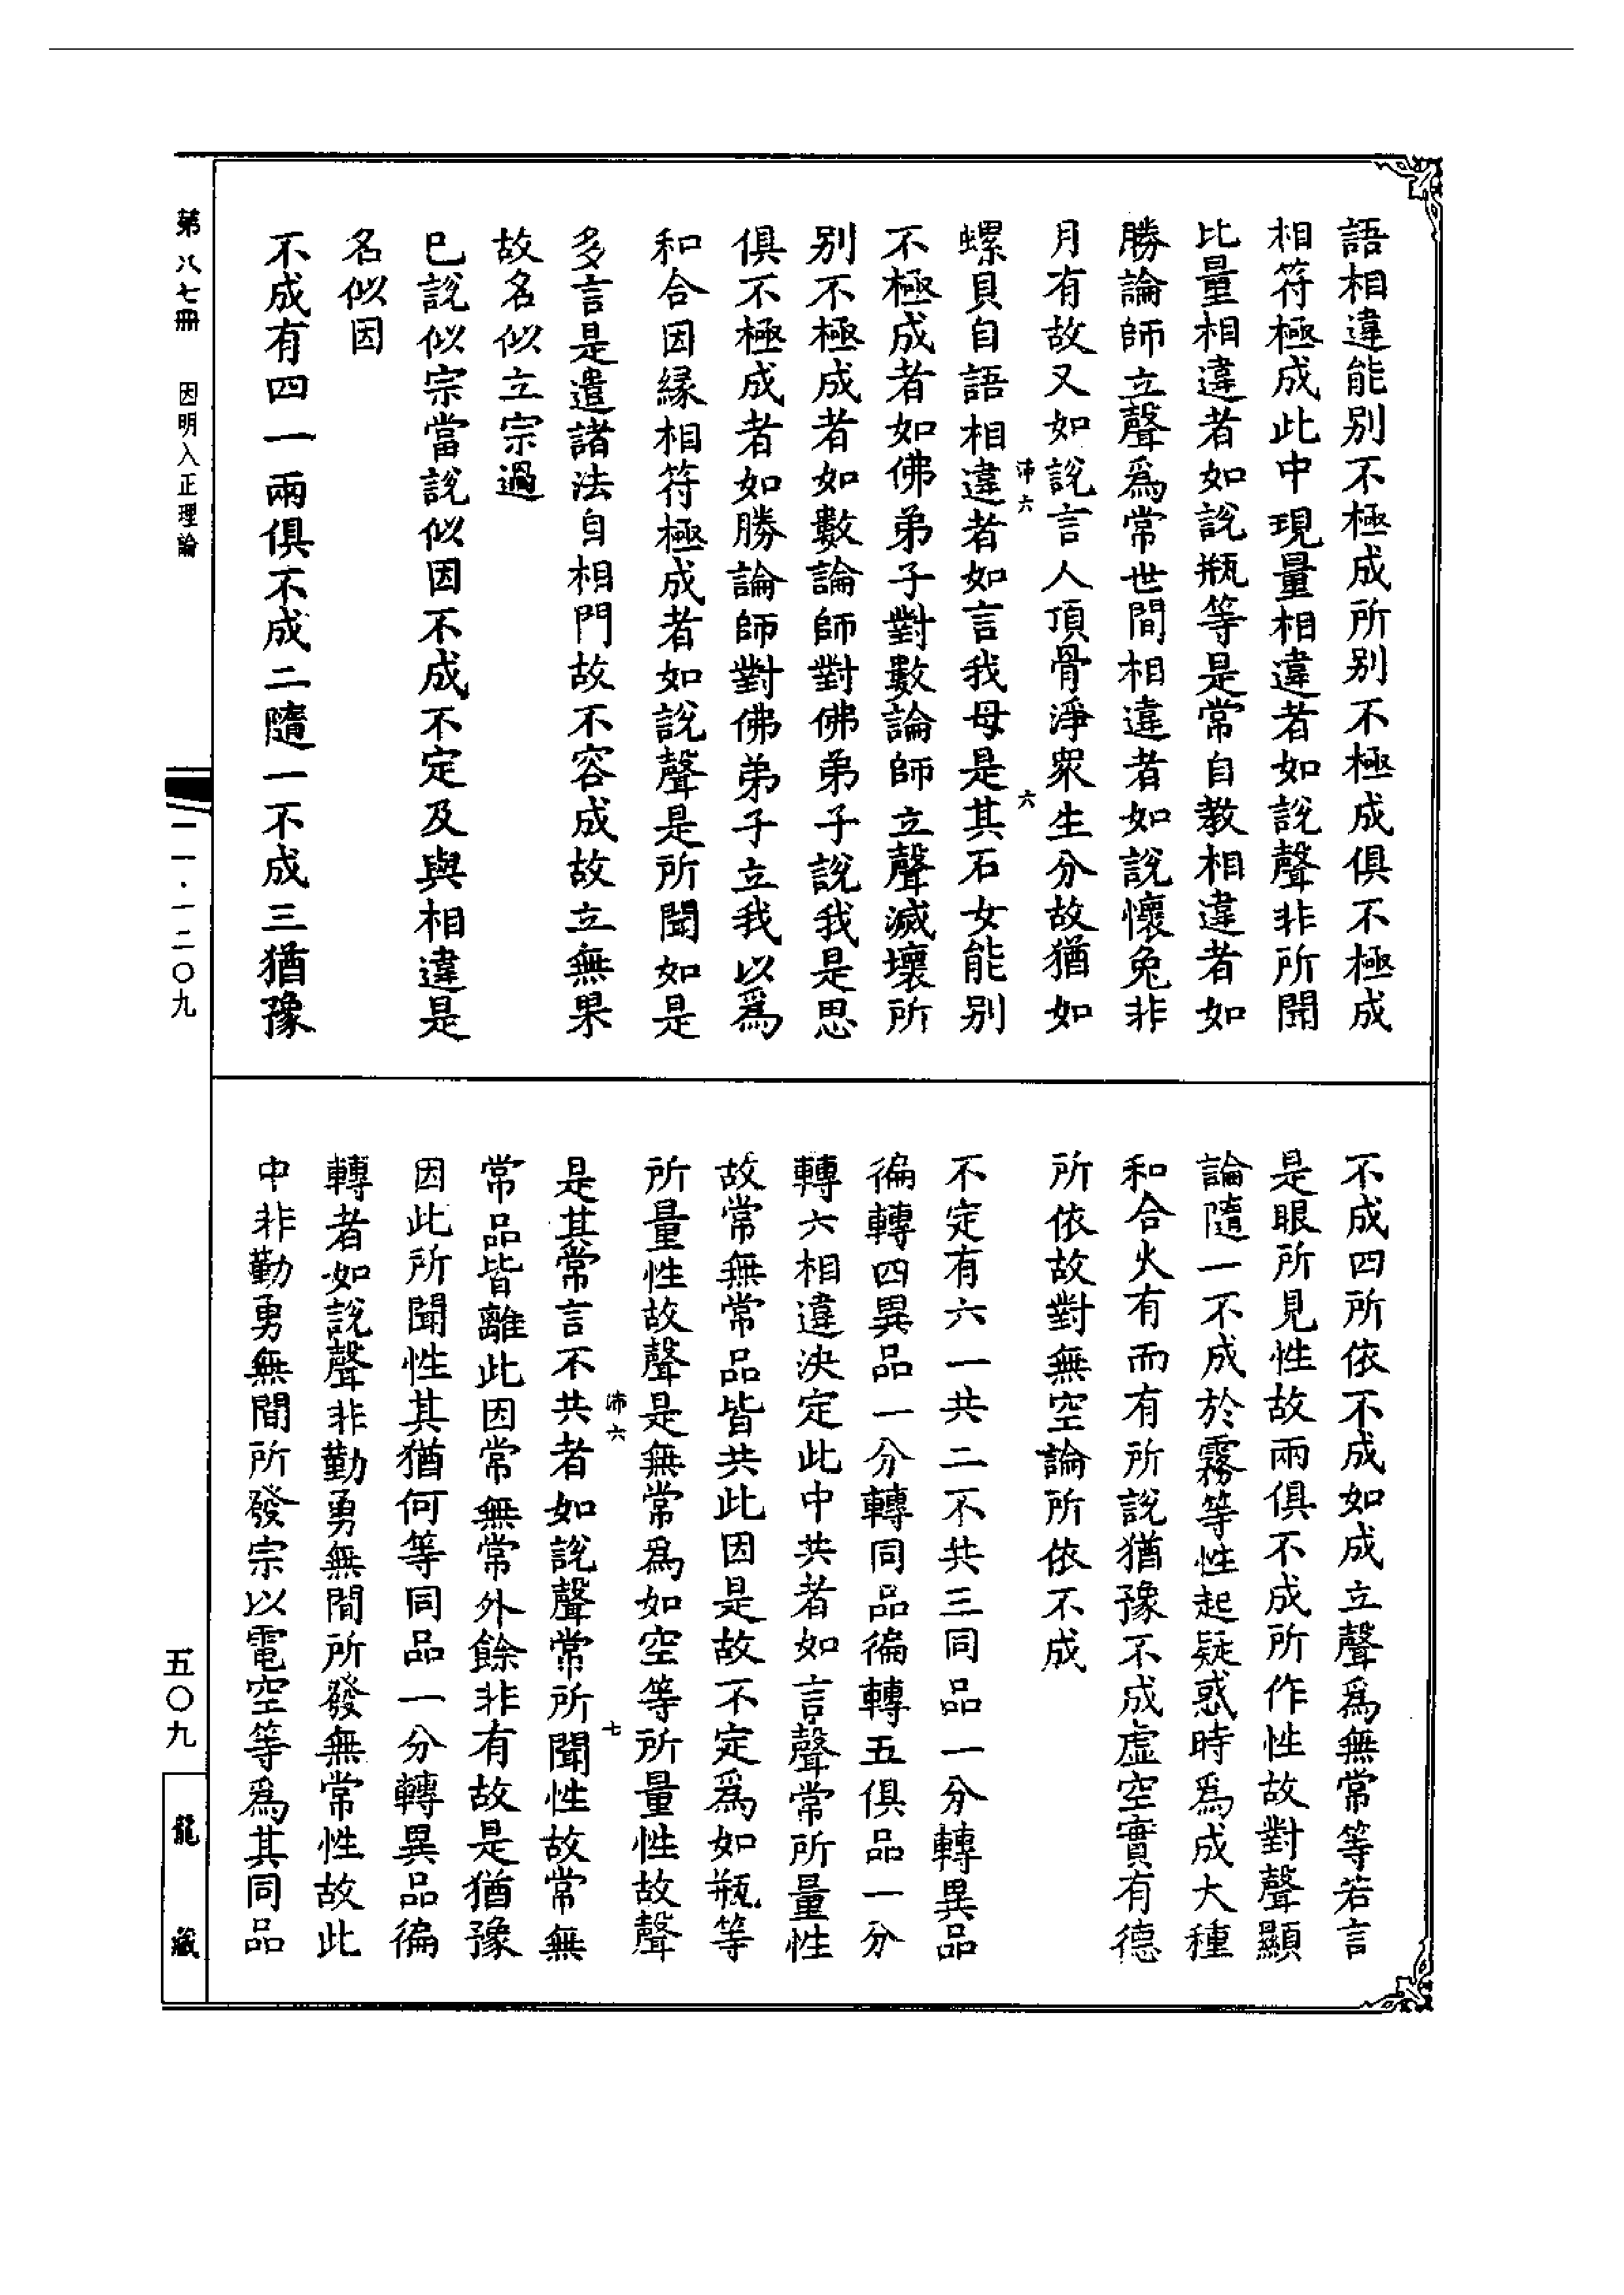 語相違能別不極成所別不極成俱不極成
相符極成此中現量相違者如說聲非所聞
比量相違者如說瓶等是常自教相違者如
勝論師立聲爲常世間相違者如說懷兔非
月有故又如說言人頂骨淨衆生分故猶如
沛六
六
螺貝自語相違者如言我母是其石女能別
不極成者如佛弟子對數論師立聲滅壞所
別不極成者如數論師對佛弟子說我是思
俱不極成者如勝論師對佛弟子立我以爲
和合因緣相符極成者如說聲是所聞如是
多言是遣諸法自相門故不容成故立無果
故名似立宗過
已說似宗當說似因不成不定及與相違是
名似因
不成有四一兩俱不成二隨一不成三猶豫
不成四所依不成如成立聲爲無常等若言
是眼所見性故兩俱不成所作性故對聲顯
論隨一不成於霧等性起疑惑時爲成大種
和合火有而有所說猶豫不成虛空實有德
所依故對無空論所依不成
不定有六一共二不共三同品一分轉異品
徧轉四異品一分轉同品徧轉五俱品一分
轉六相違決定此中共者如言聲常所量性
故常無常品皆共此因是故不定爲如瓶等
所量性故聲是無常爲如空等所量性故聲
沛六
七
是其常言不共者如說聲常所聞性故常無
常品皆離此因常無常外餘非有故是猶豫
因此所聞性其猶何等同品一分轉異品徧
轉者如說聲非勤勇無間所發無常性故此
中非勤勇無間所發宗以電空等爲其同品
第八七冊 因明入正理論
一一·一二〇九
五〇九
龍藏